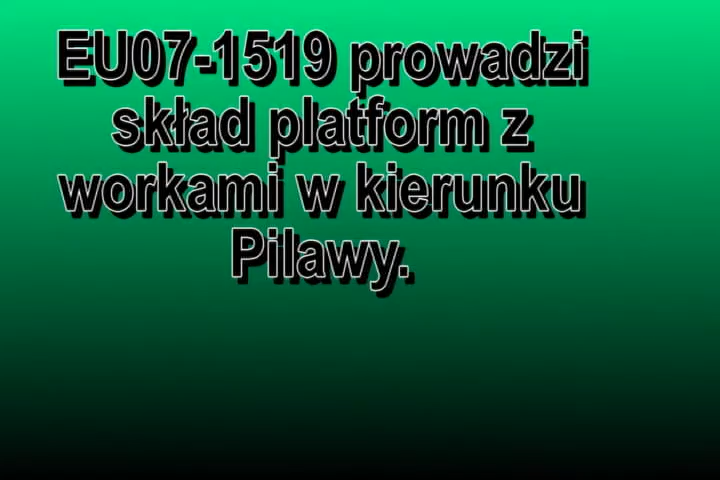 EU07-1519 prowadzi
skład platform z
workami w kierunku
Pilawy.